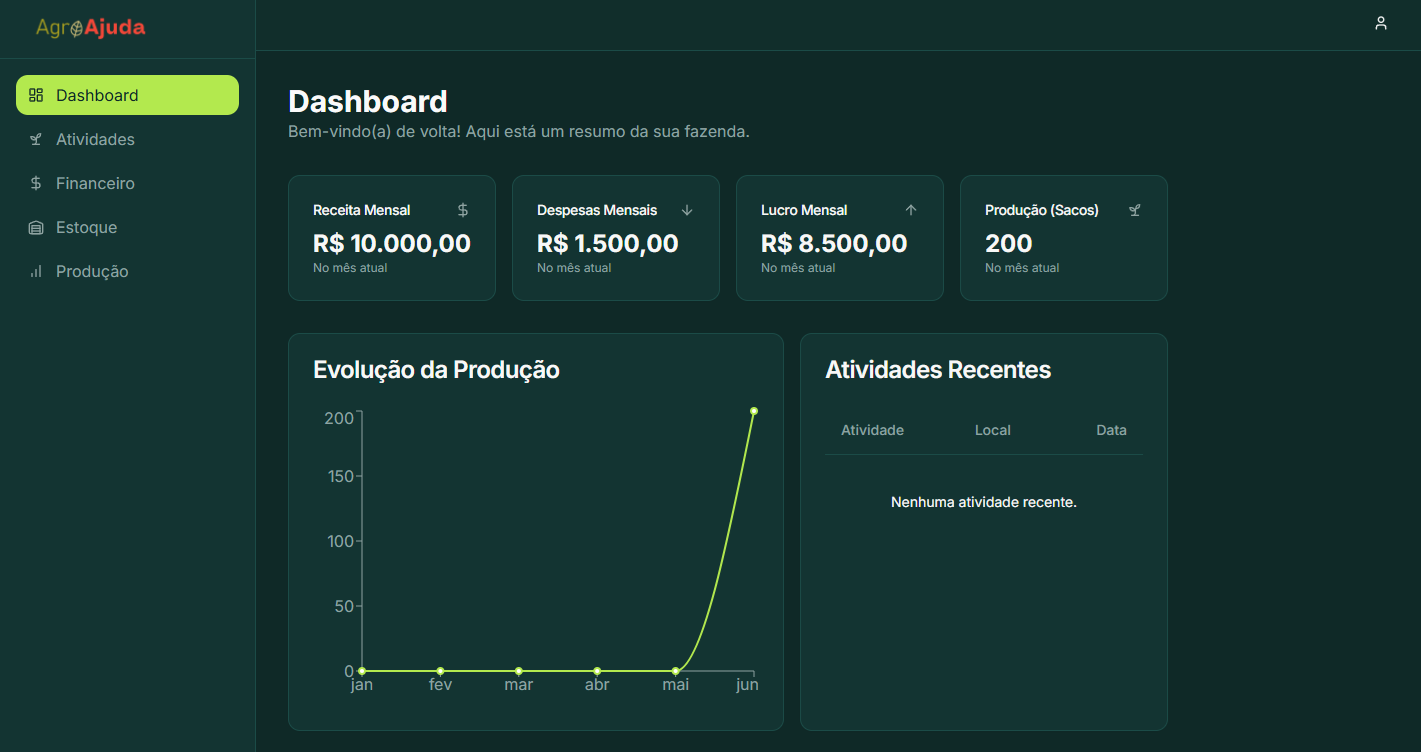 AgroAjuda
Dashboard
Atividades
Financeiro
Estoque
Produção
Dashboard
Bem-vindo(a) de volta! Aqui está um resumo da sua fazenda.
Receita Mensal
R$ 10.000,00
No mês atual
Despesas Mensais
R$ 1.500,00
No mês atual
Lucro Mensal
R$ 8.500,00
No mês atual
Produção (Sacos)
200
No mês atual
Evolução da Produção
200
150
100
50
0
jan fev mar abr mai jun
Atividades Recentes
Atividade Local Data
Nenhuma atividade recente.